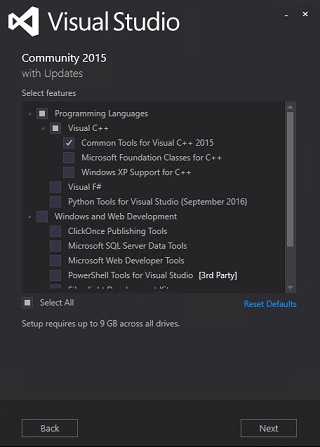 Visual Studio
Community 2015
with Updates
Select features
Programming Languages
Visual C++
Common Tools for Visual C++ 2015
Microsoft Foundation Classes for C++
Windows XP Support for C++
Visual F#
Python Tools for Visual Studio (September 2016)
Windows and Web Development
ClickOnce Publishing Tools
Microsoft SQL Server Data Tools
Microsoft Web Developer Tools
PowerShell Tools for Visual Studio [3rd Party]
Select All Reset Defaults
Setup requires up to 9 GB across all drives.
Back Next